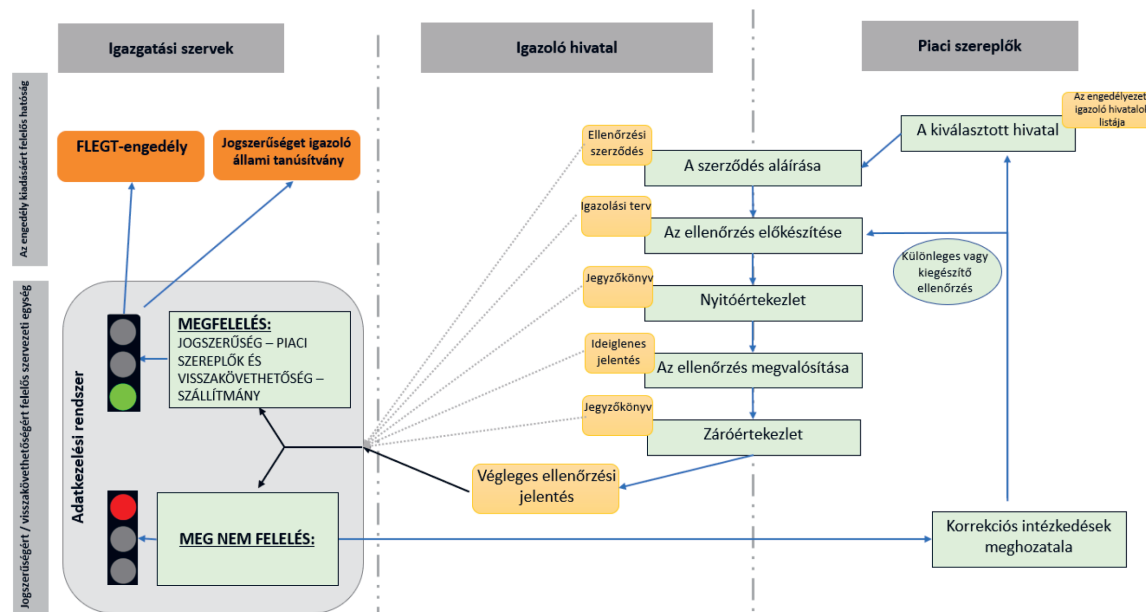 Igazgatási szervek
Igazoló hivatal
Piaci szereplők
Az engedély kiadásáért felelős hatóság
FLEGT-engedély
Jogszerűséget igazoló
állami tanúsítvány
Ellenőrzési
szerződés
A szerződés aláírása
A kiválasztott hivatal
Az engedélyezet
igazoló hivatalok
listája
Igazolási terv
Az ellenőrzés előkészítése
Különleges vagy
kiegészítő
ellenőrzés
Jegyzőkönyv
Nyitóértekezlet
Ideiglenes
jelentés
Az ellenőrzés megvalósítása
Jegyzőkönyv
Záróértekezlet
Végleges ellenőrzési
jelentés
Jogszerűségért / visszakövethetőségért felelős szervezeti egység
Adatkezelési rendszer
MEGFELELÉS:
JOGSZERŰSÉG – PIACI
SZEREPLŐK ÉS
VISSZAKÖVETHETŐSÉG –
SZÁLLÍTMÁNY
MEG NEM FELELÉS:
Korrekciós intézkedések
meghozatala